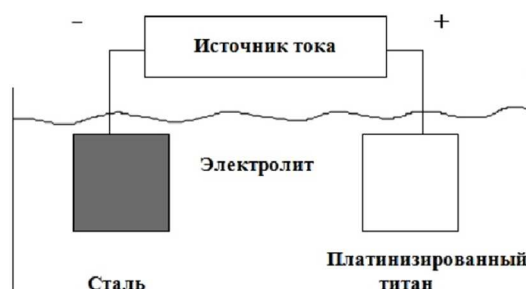 – +
Источник тока
Электролит
Платинизированный
титан
Сталь